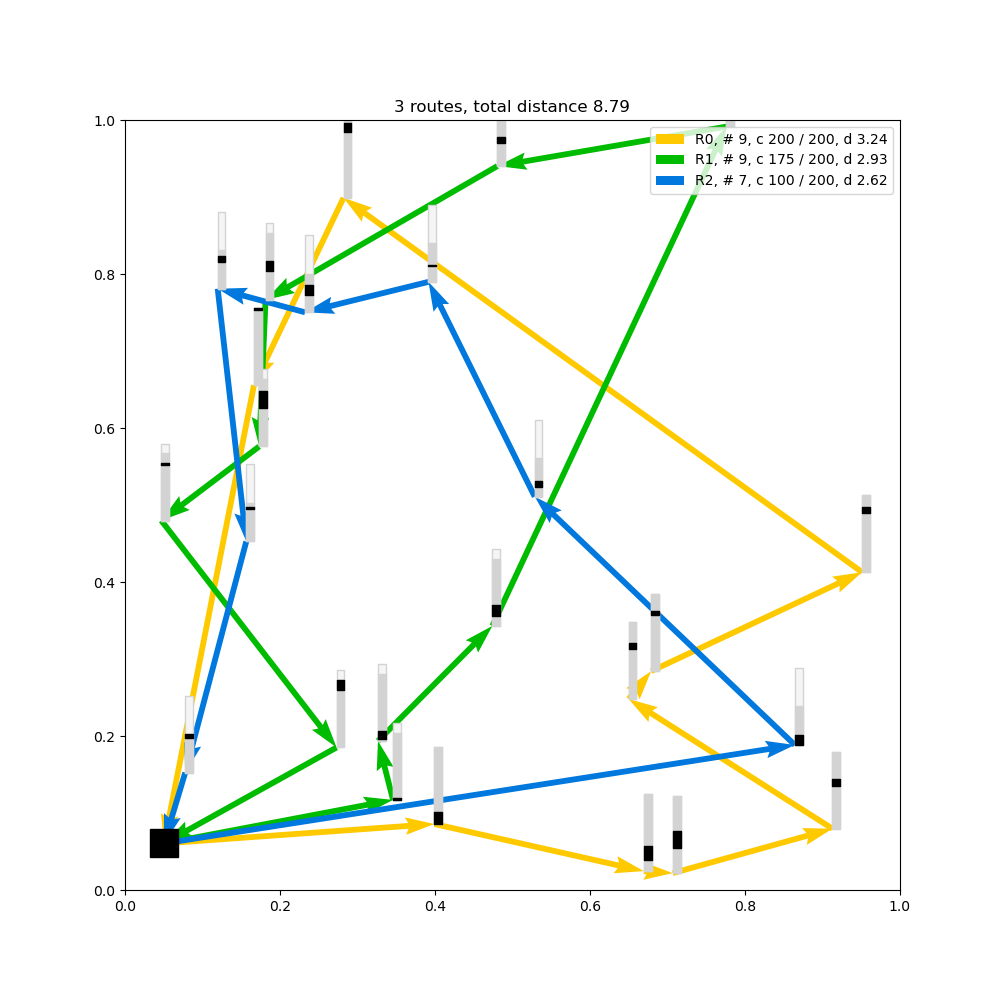 3 routes, total distance 8.79
R0, # 9, c 200 / 200, d 3.24
R1, # 9, c 175 / 200, d 2.93
R2, # 7, c 100 / 200, d 2.62
1.0
0.8
0.6
0.4
0.2
0.0
0.0 0.2 0.4 0.6 0.8 1.0